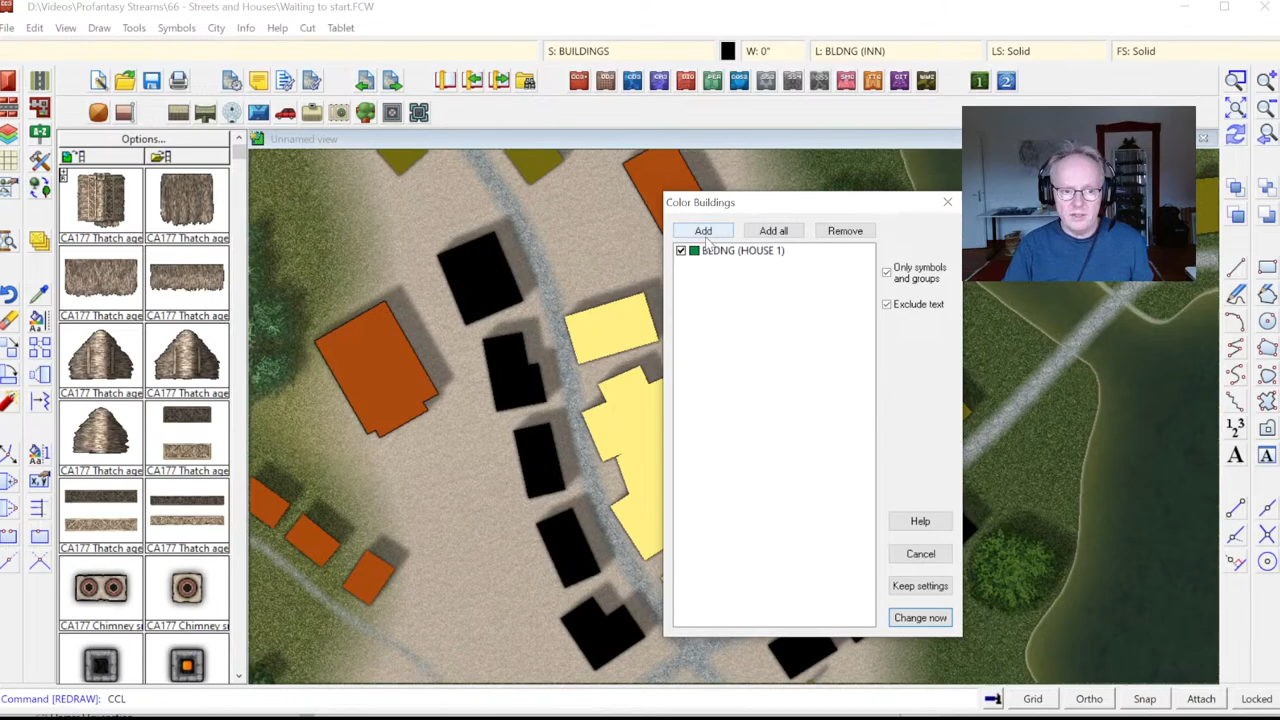 D:\Videos\Profantasy Streams\66 - Streets and Houses\Waiting to start.FCW
File Edit View Draw Tools Symbols City Info Help Cut Tablet
S: BUILDINGS W: 0" L: BLDNG (INN) LS: Solid FS: Solid
Options...
Unnamed view
Color Buildings
Add Add all Remove
BLDNG (HOUSE 1)
Only symbols
and groups
Exclude text
CA177 Thatch age CA177 Thatch age
CA177 Thatch age CA177 Thatch age
CA177 Thatch age CA177 Thatch age
CA177 Thatch age CA177 Thatch age
CA177 Thatch age CA177 Thatch age
CA177 Chimney s CA177 Chimney s
Help
Cancel
Keep settings
Change now
Command [REDRAW]: CCL
Grid Ortho Snap Attach Locked